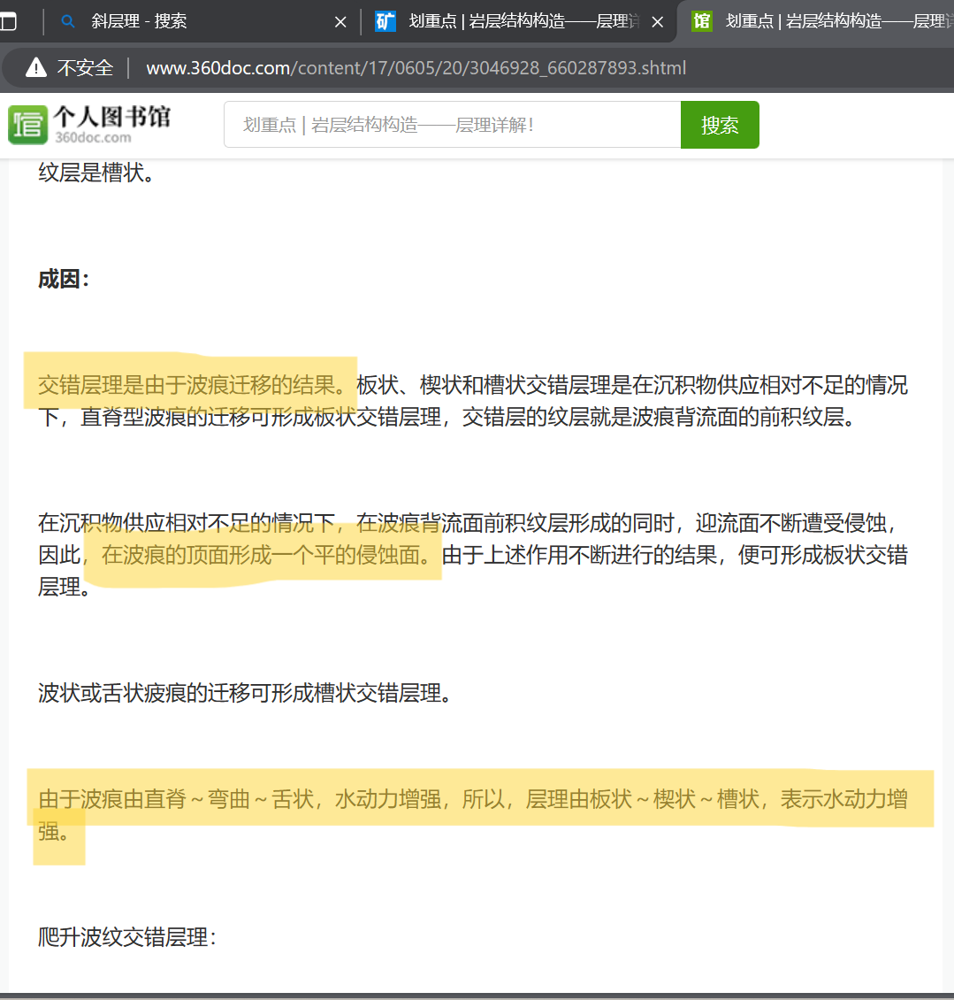 斜层理 - 搜索
矿 划重点 | 岩层结构构造——层理
馆 划重点 | 岩层结构构造——层理
不安全 www.360doc.com/content/17/0605/20/3046928_660287893.shtml
馆 个人图书馆
360doc.com
划重点 | 岩层结构构造——层理详解!
搜索
纹层是槽状。
成因：
交错层理是由于波痕迁移的结果。板状、楔状和槽状交错层理是在沉积物供应相对不足的情况
下，直脊型波痕的迁移可形成板状交错层理，交错层的纹层就是波痕背流面的前积纹层。
在沉积物供应相对不足的情况下，在波痕背流面前积纹层形成的同时，迎流面不断遭受侵蚀，
因此，在波痕的顶面形成一个平的侵蚀面。由于上述作用不断进行的结果，便可形成板状交错
层理。
波状或舌状疲痕的迁移可形成槽状交错层理。
由于波痕由直脊～弯曲～舌状，水动力增强，所以，层理由板状～楔状～槽状，表示水动力增
强。
爬升波纹交错层理：